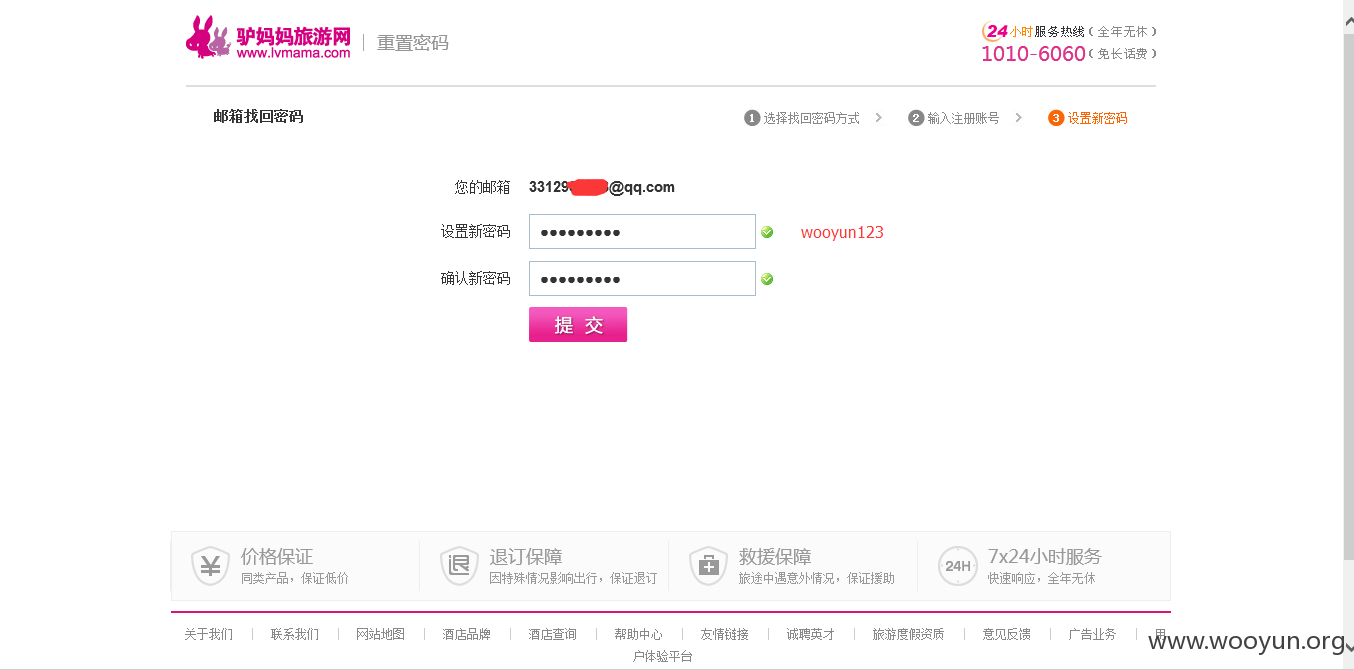 驴妈妈旅游网
www.lvmama.com
重置密码
24小时服务热线(全年无休)
1010-6060(免长话费)
邮箱找回密码
1 选择找回密码方式 > 2 输入注册账号 > 3 设置新密码
您的邮箱 33129 @qq.com
设置新密码 ●●●●●●●●● wooyun123
确认新密码 ●●●●●●●●●
提 交
¥ 价格保证
同类产品，保证低价
退订保障
因特殊情况影响出行，保证退订
救援保障
旅途中遇意外情况，保证援助
24H 7x24小时服务
快速响应，全年无休
关于我们 | 联系我们 | 网站地图 | 酒店品牌 | 酒店查询 | 帮助中心 | 友情链接 | 诚聘英才 | 旅游度假资质 | 意见反馈 | 广告业务 | 用
户体验平台
www.wooyun.org